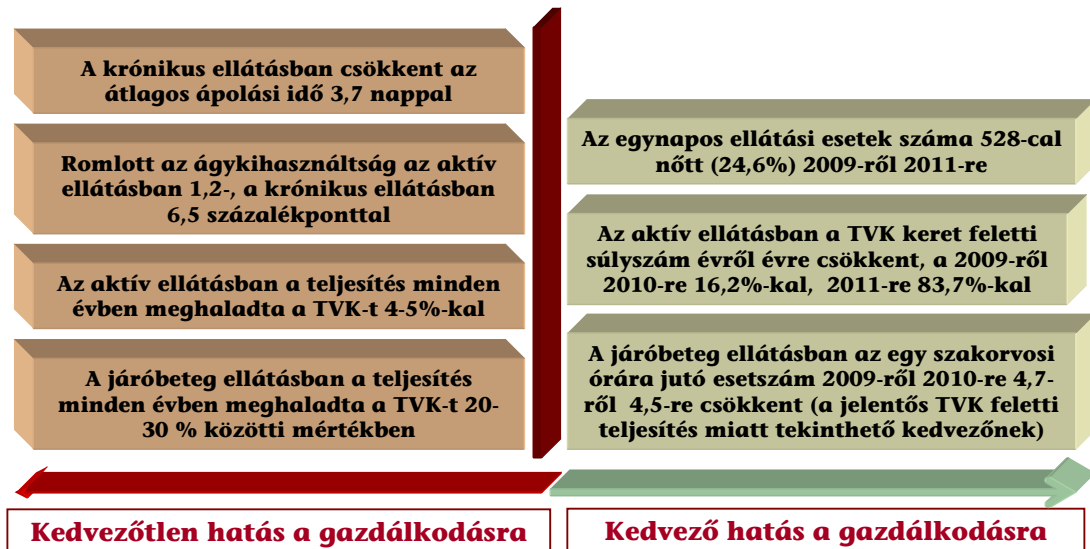 A krónikus ellátásban csökkent az
átlagos ápolási idő 3,7 nappal
Romlott az ágykihasználtság az aktív
ellátásban 1,2-, a krónikus ellátásban
6,5 százalékponttal
Az aktív ellátásban a teljesítés minden
évben meghaladta a TVK-t 4-5%-kal
A járóbeteg ellátásban a teljesítés
minden évben meghaladta a TVK-t 20-
30 % közötti mértékben
Kedvezőtlen hatás a gazdálkodásra
Az egynapos ellátási esetek száma 528-cal
nőtt (24,6%) 2009-ről 2011-re
Az aktív ellátásban a TVK keret feletti
súlyszám évről évre csökkent, a 2009-ről
2010-re 16,2%-kal, 2011-re 83,7%-kal
A járóbeteg ellátásban az egy szakorvosi
órára jutó esetszám 2009-ről 2010-re 4,7-
ről 4,5-re csökkent (a jelentős TVK feletti
teljesítés miatt tekinthető kedvezőnek)
Kedvező hatás a gazdálkodásra